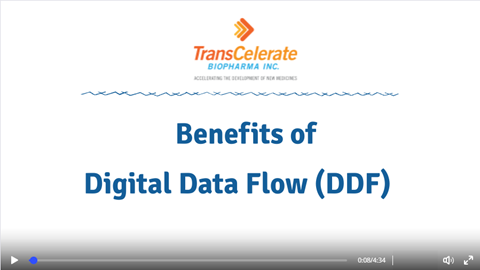 TransCelerate
BIOPHARMA INC.
ACCELERATING THE DEVELOPMENT OF NEW MEDICINES
Benefits of
Digital Data Flow (DDF)
0:08/4:34